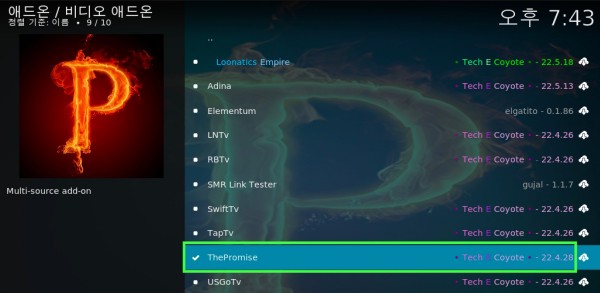 애드온 / 비디오 애드온
정렬 기준: 이름 • 9 / 10
오후 7:43
P
Multi-source add-on
..
Loonatics Empire • Tech E Coyote • - 22.5.18
Adina • Tech E Coyote • - 22.5.13
Elementum elgatito - 0.1.86
LNTv • Tech E Coyote • - 22.4.26
RBTv • Tech E Coyote • - 22.4.26
SMR Link Tester gujal - 1.1.7
SwiftTv • Tech E Coyote • - 22.4.26
TapTv • Tech E Coyote • - 22.4.26
ThePromise • Tech E Coyote • - 22.4.28
USGoTv • Tech E Coyote • - 22.4.26